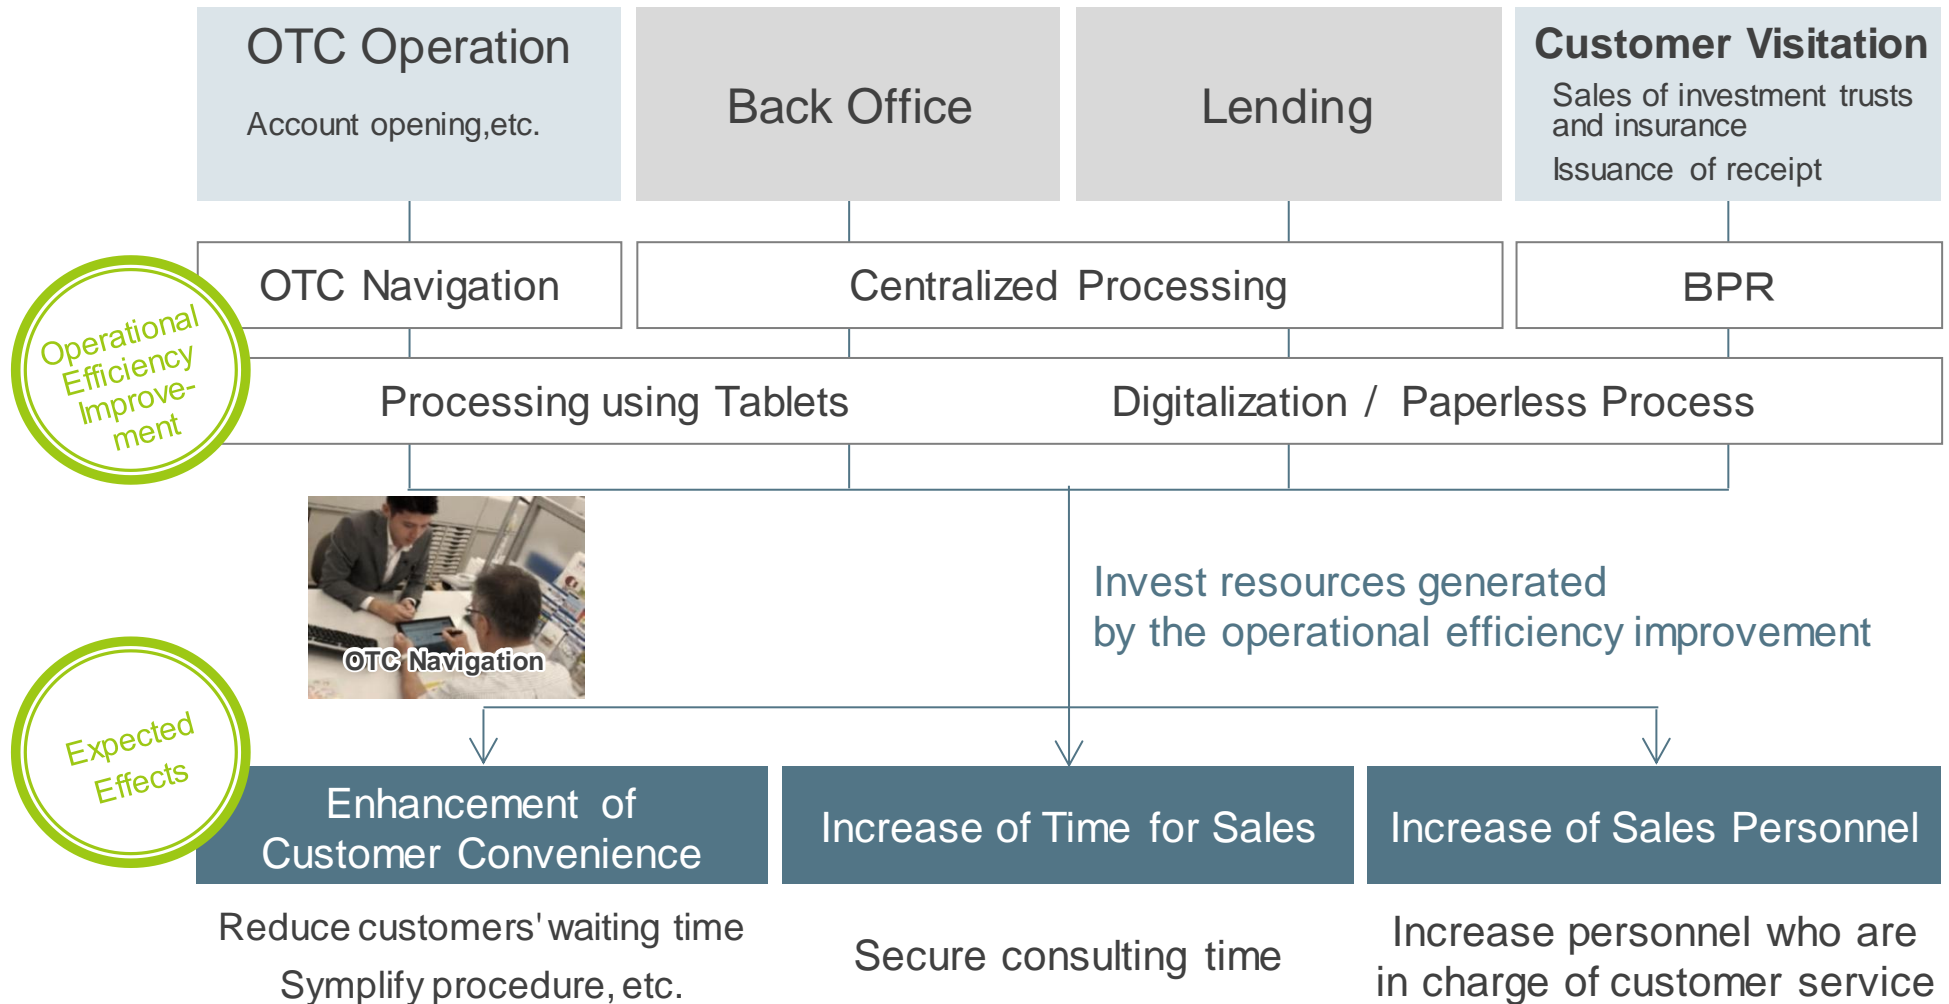 OTC Operation
Account opening,etc.
Back Office
Lending
Customer Visitation
Sales of investment trusts
and insurance
Issuance of receipt
OTC Navigation
Centralized Processing
BPR
Operational
Efficiency
Improve-
ment
Processing using Tablets
Digitalization / Paperless Process
OTC Navigation
Invest resources generated
by the operational efficiency improvement
Expected
Effects
Enhancement of
Customer Convenience
Increase of Time for Sales
Increase of Sales Personnel
Reduce customers' waiting time
Symplify procedure, etc.
Secure consulting time
Increase personnel who are
in charge of customer service